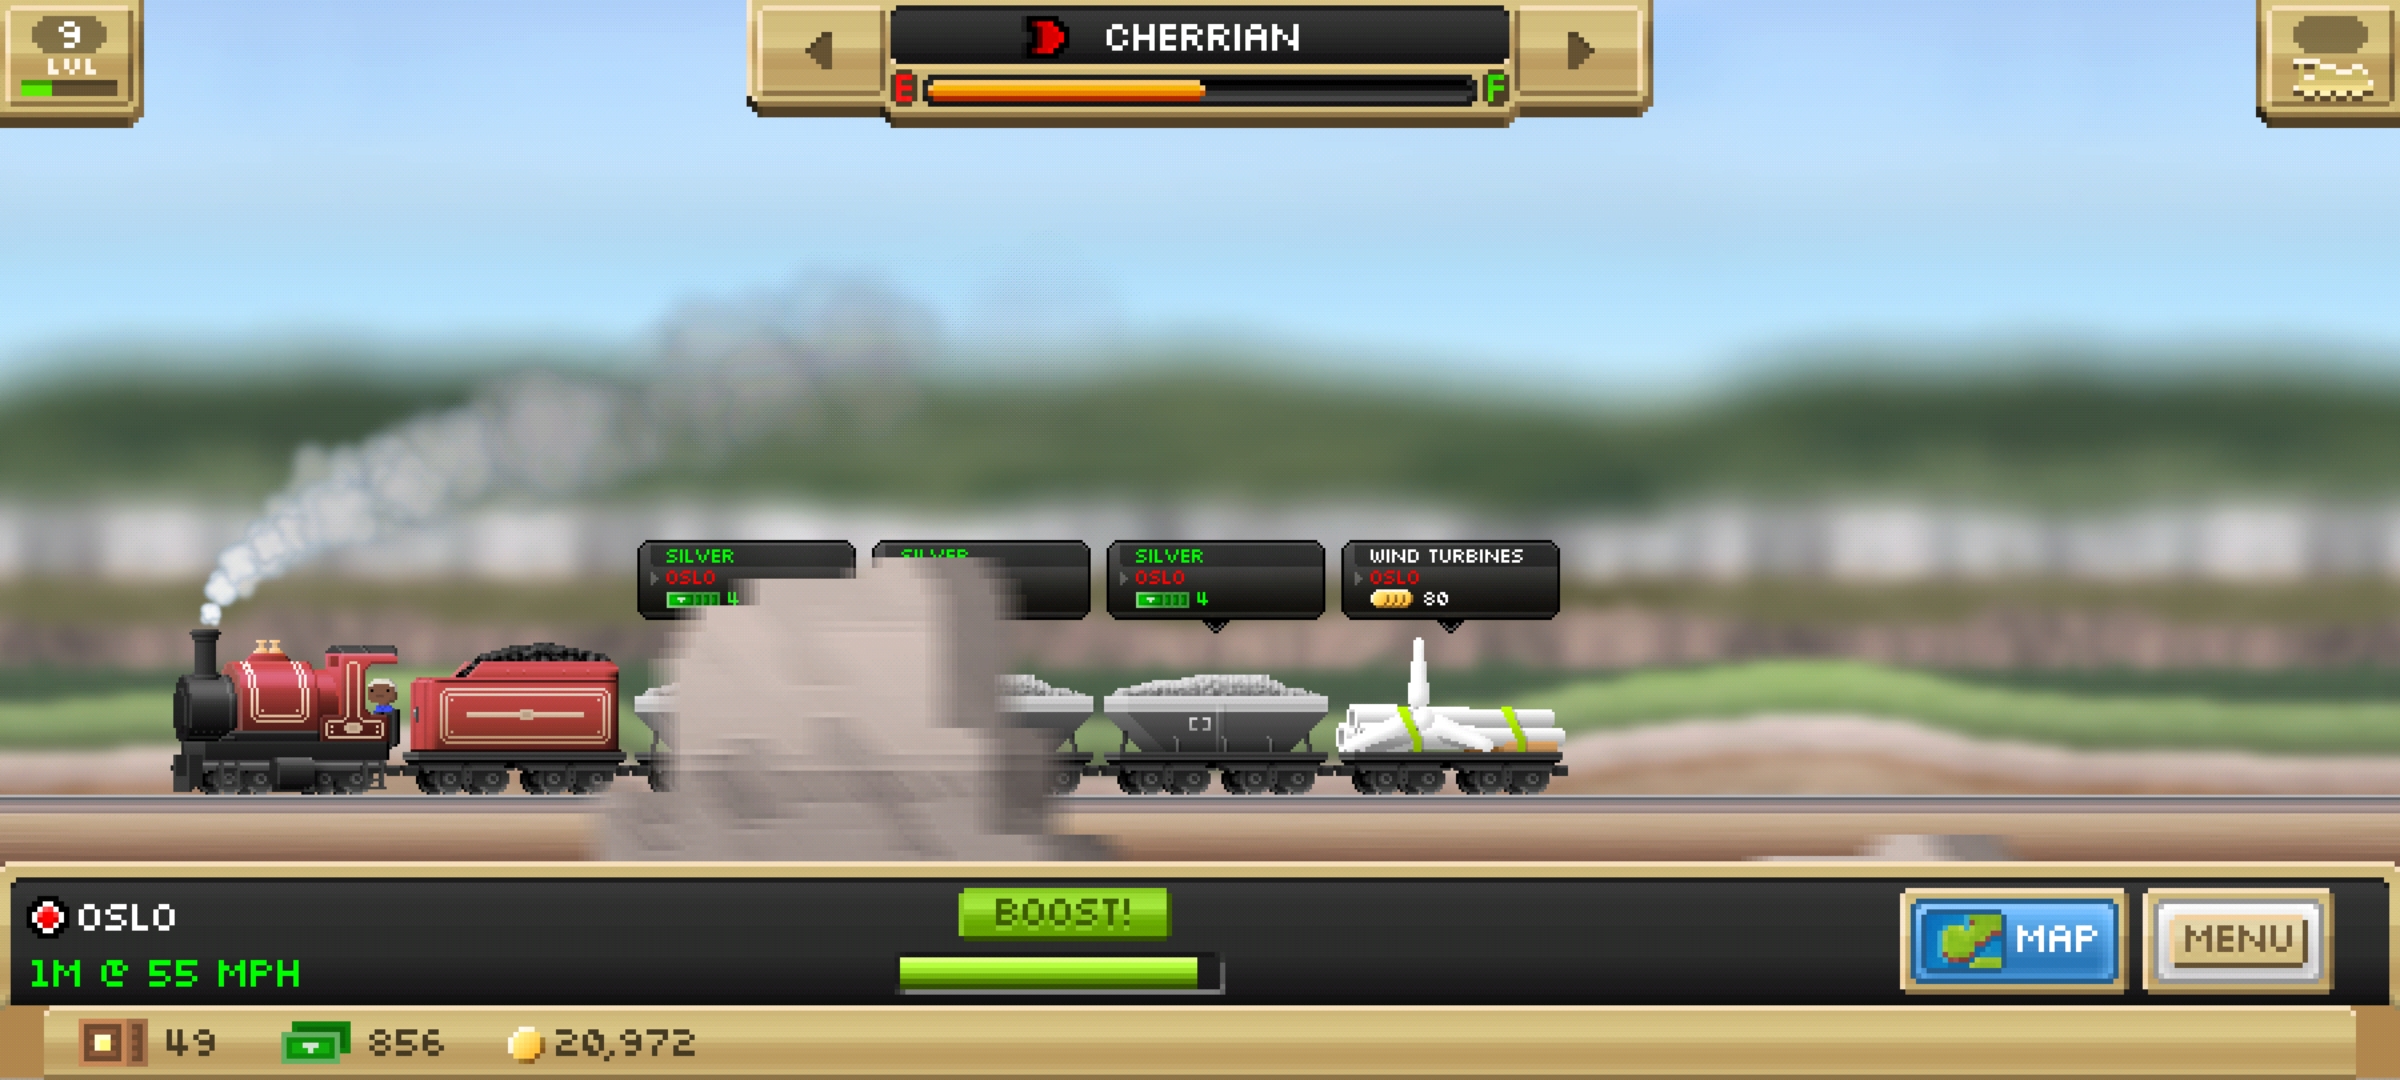 9
LVL
CHERRIAN
E F
SILVER
OSLO
4
SILVER
SILVER
OSLO
4
WIND TURBINES
OSLO
80
OSLO
1M @ 55 MPH
BOOST!
MAP
MENU
49 856 20,972